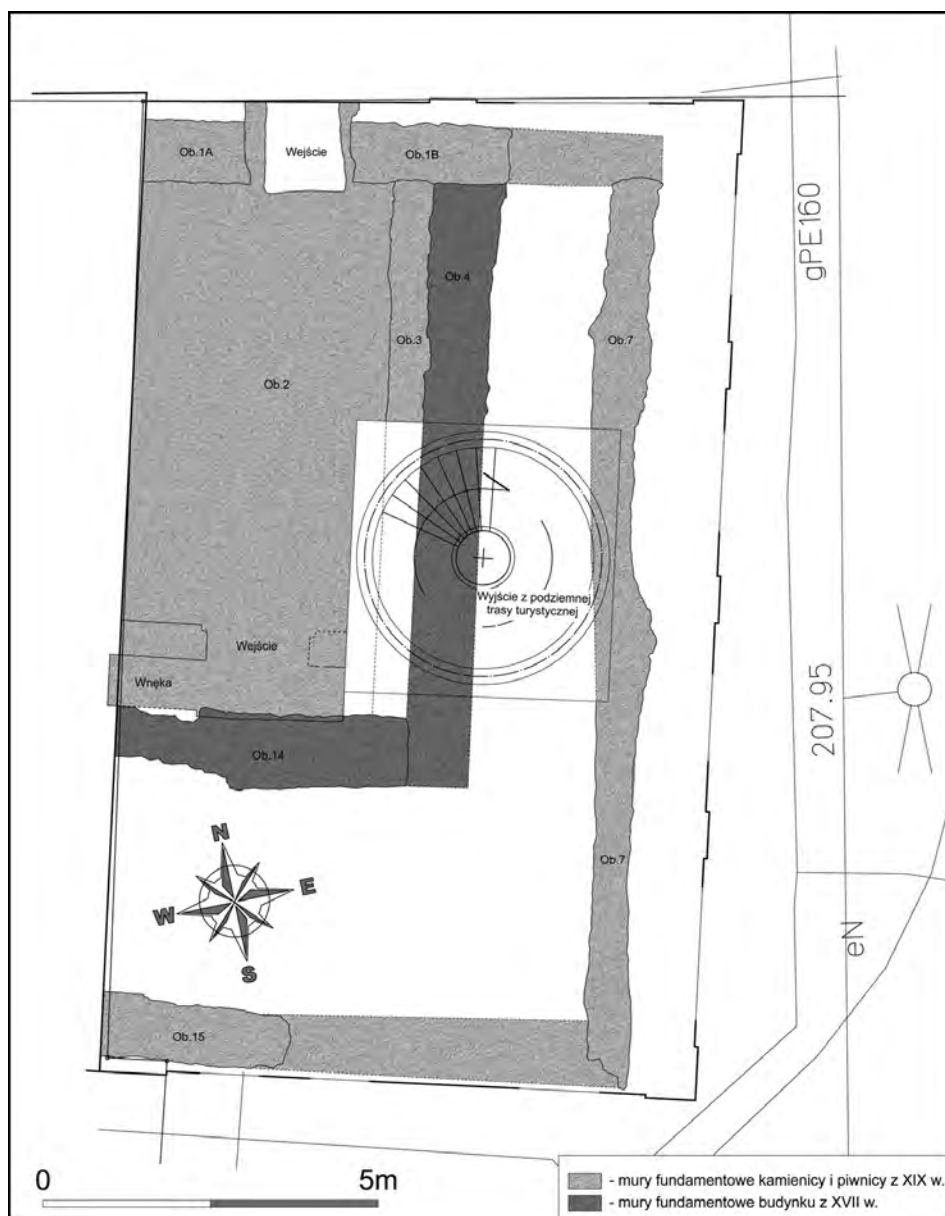 Ob.1A
Wejście
Ob.1B
gPE160
Ob.4
Ob.3
Ob.7
Ob.2
Wyjście z podziemnej
trasy turystycznej
Wejście
Wnęka
207.95
Ob.14
Ob.7
N
W
E
S
eN
Ob.15
0
5m
- mury fundamentowe kamienicy i piwnicy z XIX w.
- mury fundamentowe budynku z XVII w.